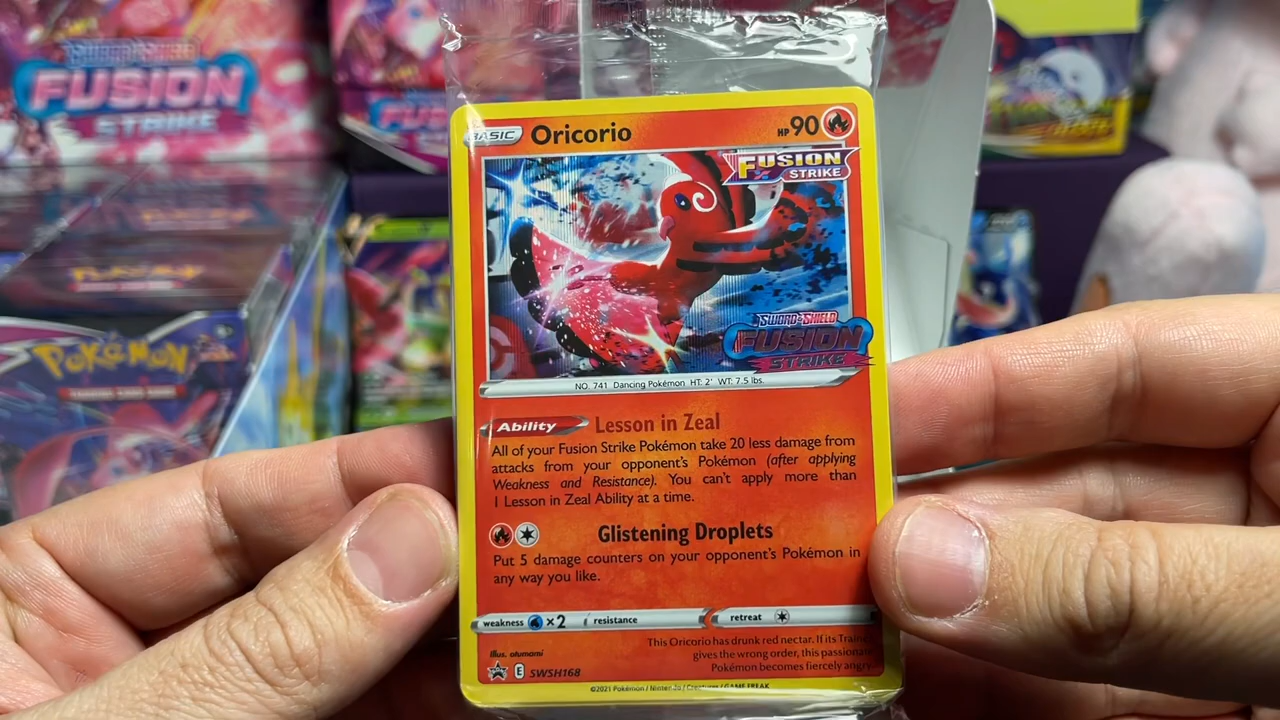 SWORD & SHIELD
FUSION
STRIKE
POKÉMON
BASIC
Oricorio
HP 90
FUSION
STRIKE
SWORD & SHIELD
FUSION
STRIKE
NO. 741 Dancing Pokémon HT: 2' WT: 7.5 lbs.
Ability Lesson in Zeal
All of your Fusion Strike Pokémon take 20 less damage from
attacks from your opponent's Pokémon (after applying
Weakness and Resistance). You can't apply more than
1 Lesson in Zeal Ability at a time.
Glistening Droplets
Put 5 damage counters on your opponent's Pokémon in
any way you like.
weakness ×2 resistance retreat
Illus. otumami
This Oricorio has drunk red nectar. If its Traine
gives the wrong order, this passionate
Pokémon becomes fiercely angry.
E SWSH168
©2021 Pokémon / Nintendo / Creatures / GAME FREAK